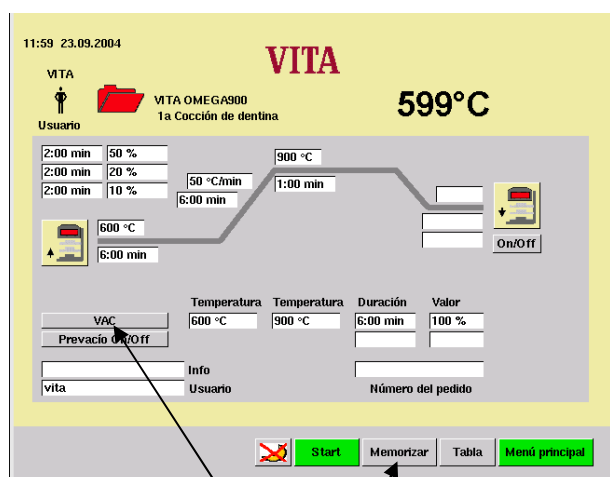 11:59 23.09.2004
VITA
VITA
Usuario
VITA OMEGA900
1a Cocción de dentina
599°C
2:00 min 50 %
2:00 min 20 %
2:00 min 10 %
50 °C/min
6:00 min
900 °C
1:00 min
600 °C
6:00 min
On/Off
Temperatura Temperatura Duración Valor
VAC 600 °C 900 °C 6:00 min 100 %
Prevacío On/Off
Info
vita Usuario Número del pedido
Start Memorizar Tabla Menú principal